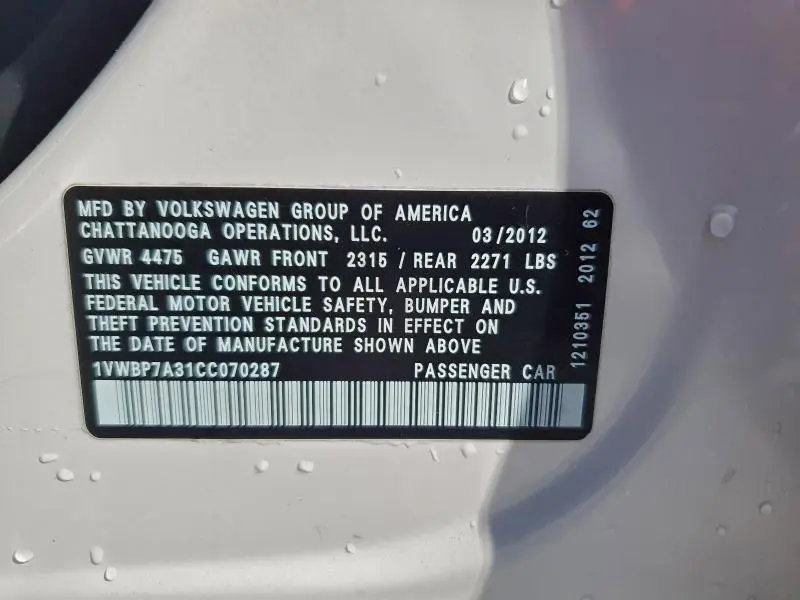 MFD BY VOLKSWAGEN GROUP OF AMERICA
CHATTANOOGA OPERATIONS, LLC. 03/2012
GVWR 4475 GAWR FRONT 2315 / REAR 2271 LBS
THIS VEHICLE CONFORMS TO ALL APPLICABLE U.S.
FEDERAL MOTOR VEHICLE SAFETY, BUMPER AND
THEFT PREVENTION STANDARDS IN EFFECT ON
THE DATE OF MANUFACTURE SHOWN ABOVE
1VWBP7A31CC070287 PASSENGER CAR
1210351 2012 62